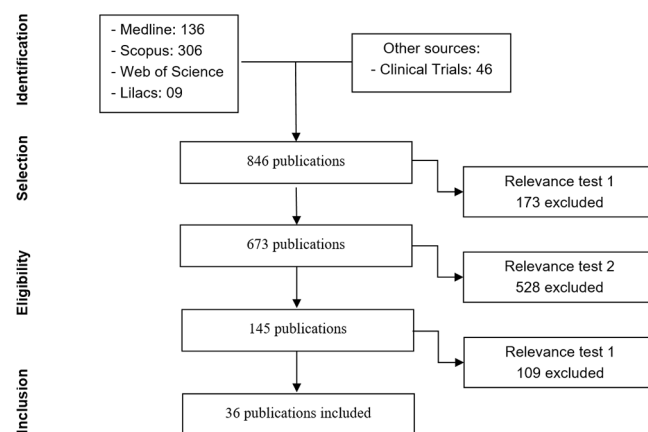 Identification
- Medline: 136
- Scopus: 306
- Web of Science
- Lilacs: 09
Other sources:
- Clinical Trials: 46
Selection
846 publications
Relevance test 1
173 excluded
Eligibility
673 publications
Relevance test 2
528 excluded
145 publications
Relevance test 1
109 excluded
Inclusion
36 publications included